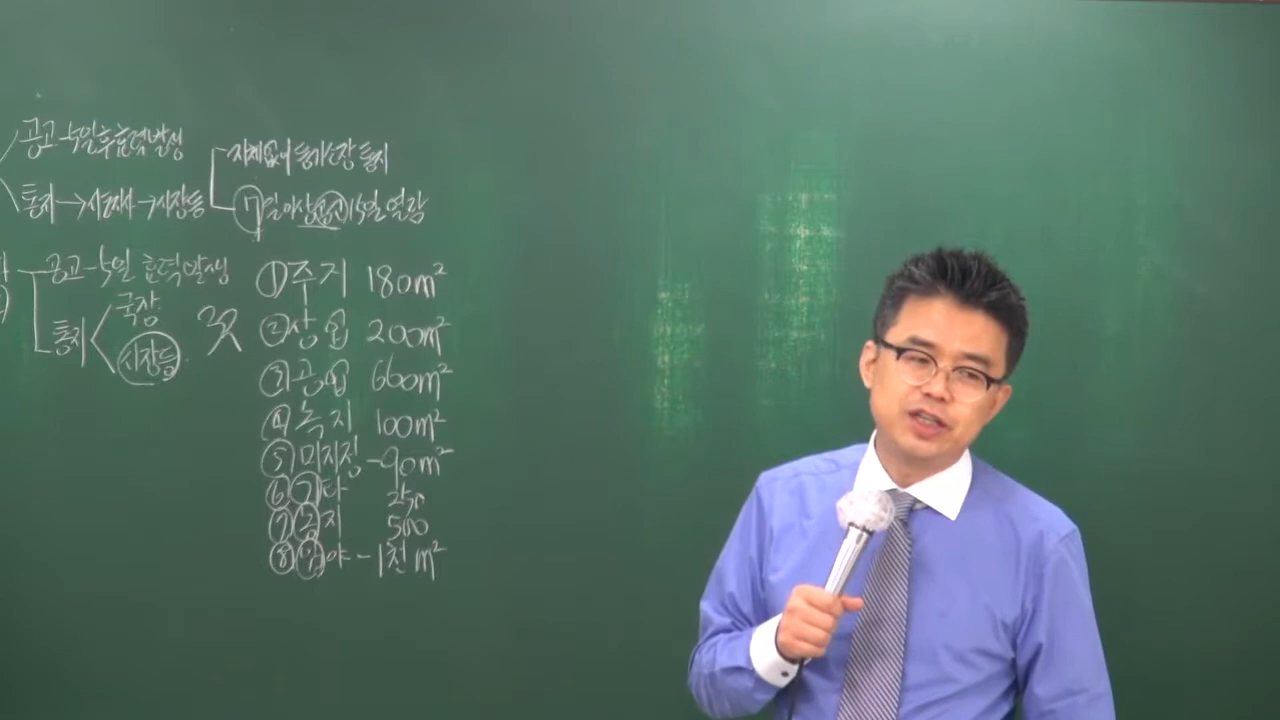 공고 5일후 효력발생
통지→시·군·자→시장등
지체없이 등기소장 통지
⑦일이상 공고 15일 열람
공고-5일 효력발생
통지
국장
시장등
①주거 180m²
②상업 200m²
③공업 660m²
④녹지 100m²
⑤미지정-90m²
⑥기타 250
⑦농지 500
⑧임야-1천m²